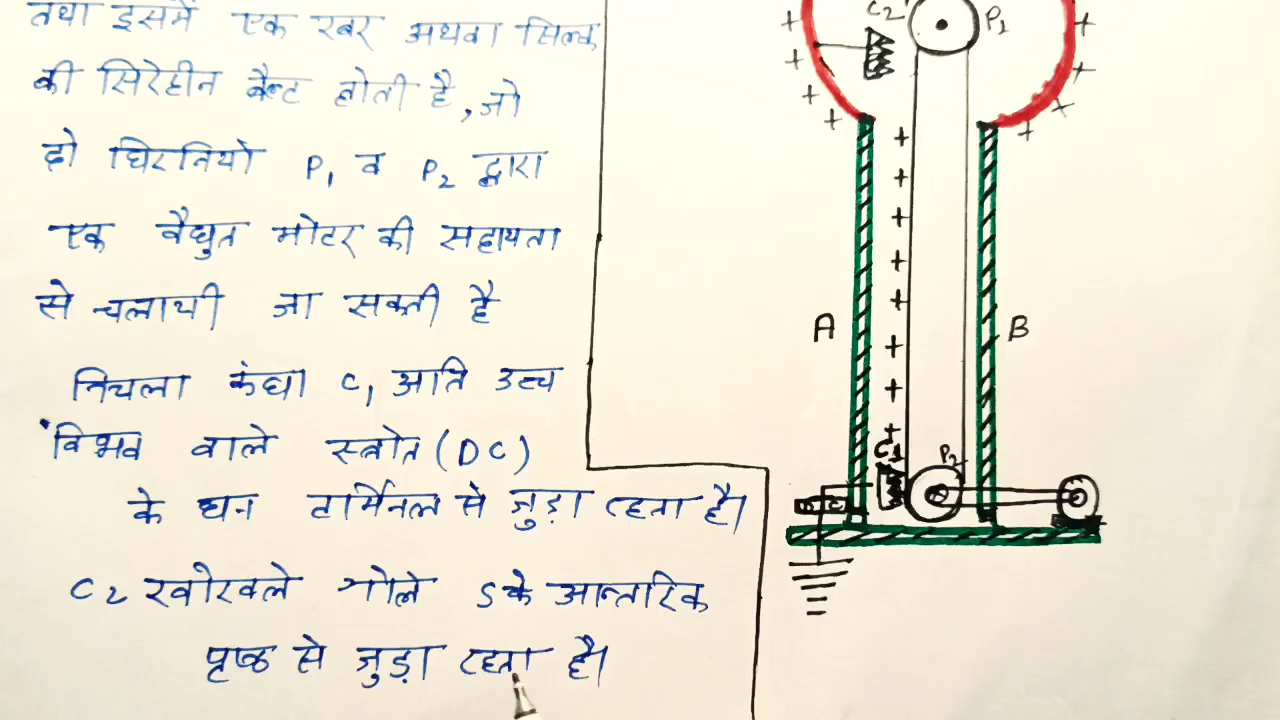 तथा इसमें एक रबर अथवा सिल्क
की सिरेहीन बैल्ट होती है, जो
दो घिरनियो P₁ व P₂ द्वारा
एक वैद्युत मोटर की सहायता
से चलायी जा सक्ती है
निचला कंघा C₁ अति उच्च
विभव वाले स्त्रोत (DC)
के धन टार्मिनल से जुड़ा रहता है।
C₂ खोखले गोले S के आन्तरिक
पृष्ठ से जुड़ा रहता है।
C₂
P₁
A
B
C₁
P₂